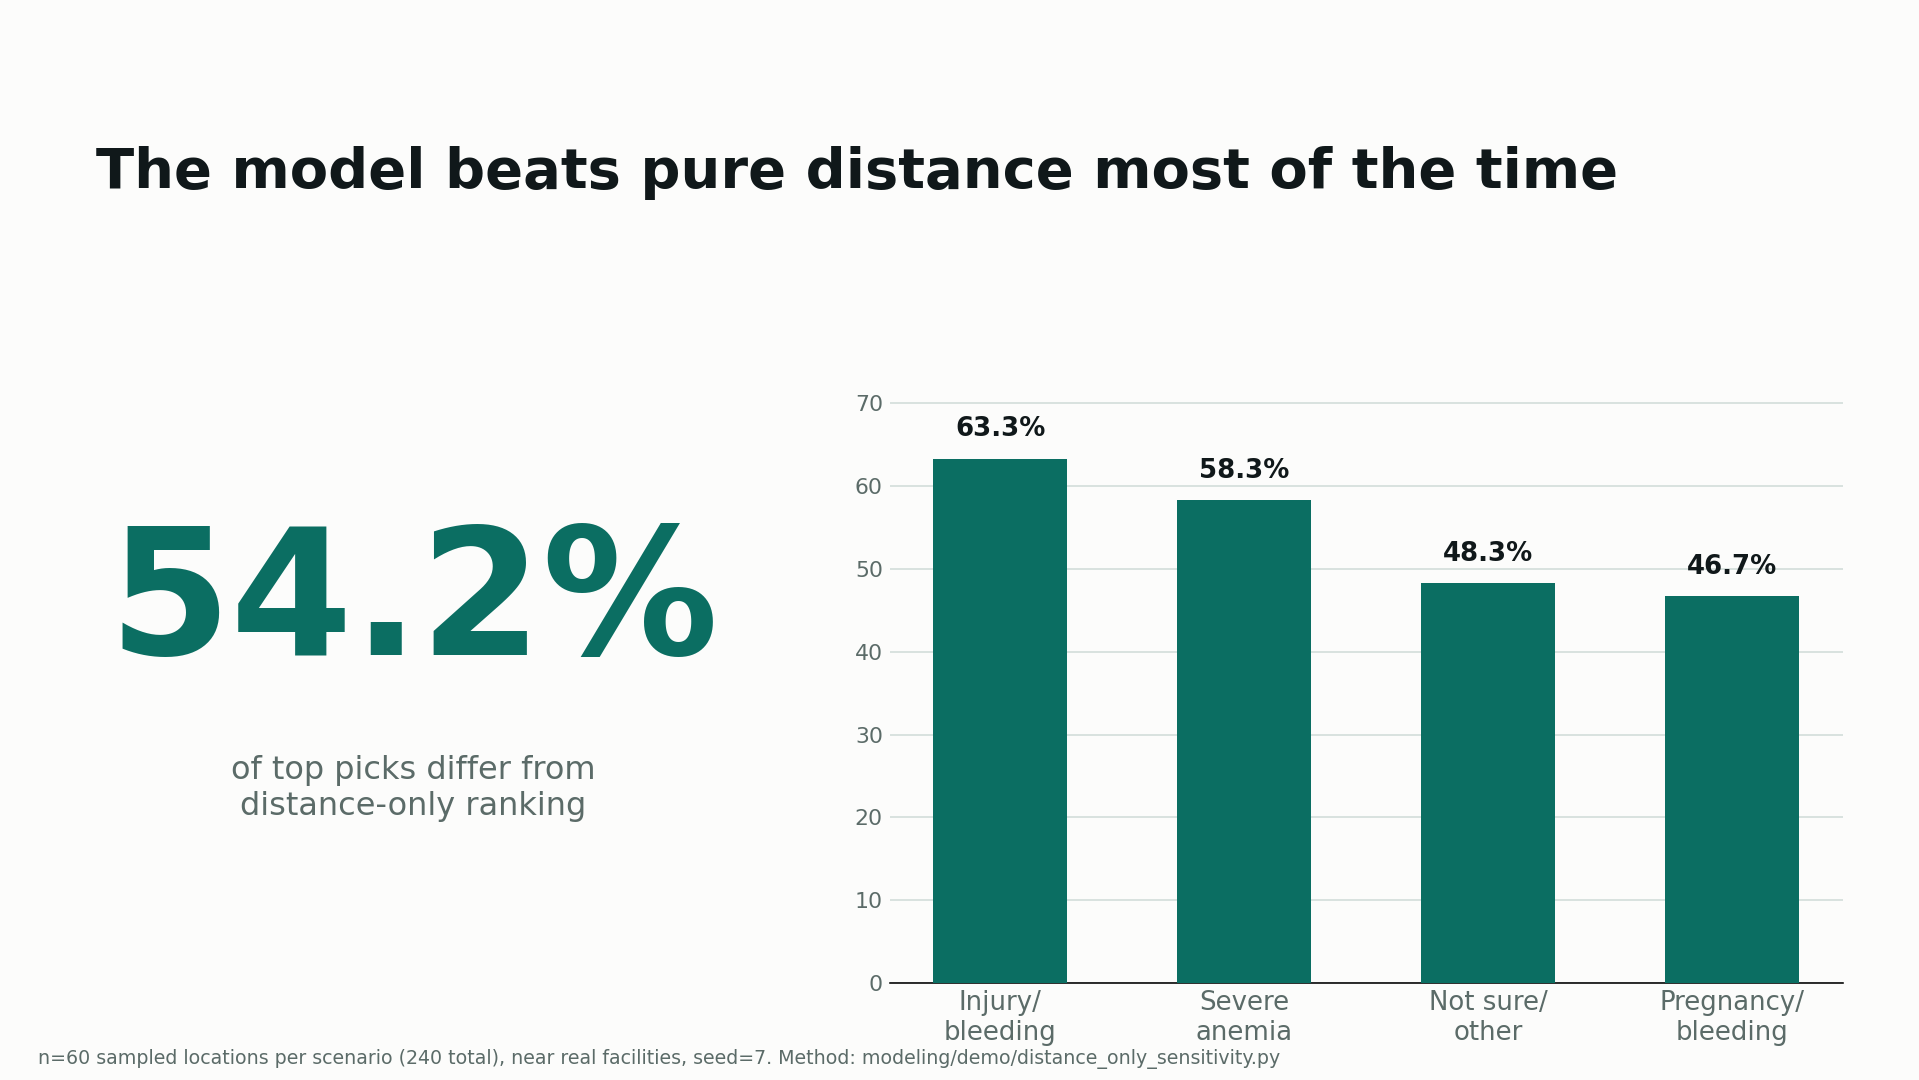 The model beats pure distance most of the time
54.2%
of top picks differ from
distance-only ranking
70
60
50
40
30
20
10
0
63.3%
58.3%
48.3%
46.7%
Injury/
bleeding
Severe
anemia
Not sure/
other
Pregnancy/
bleeding
n=60 sampled locations per scenario (240 total), near real facilities, seed=7. Method: modeling/demo/distance_only_sensitivity.py